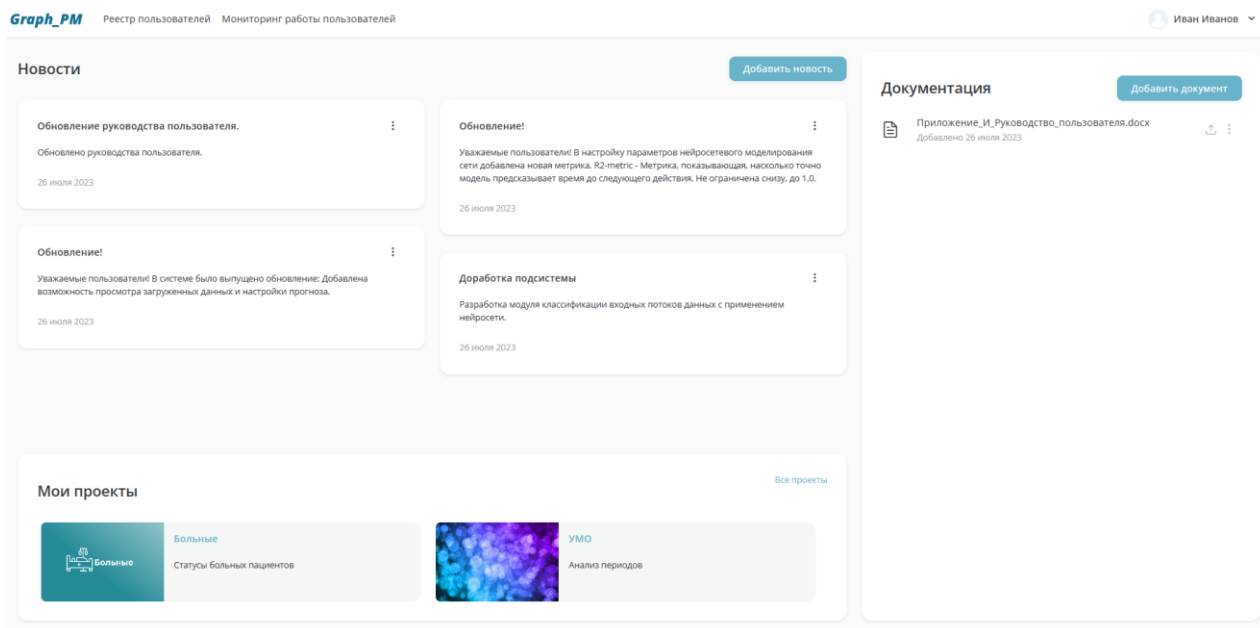 Graph_PM
Реестр пользователей
Мониторинг работы пользователей
Иван Иванов
Новости
Добавить новость
Обновление руководства пользователя.
Обновлено руководства пользователя.
26 июля 2023
Обновление!
Уважаемые пользователи! В настройку параметров нейросетевого моделирования
сети добавлена новая метрика. R2-metric - Метрика, показывающая, насколько точно
модель предсказывает время до следующего действия. Не ограничена снизу, до 1.0.
26 июля 2023
Обновление!
Уважаемые пользователи! В системе было выпущено обновление: Добавлена
возможность просмотра загруженных данных и настройки прогноза.
26 июля 2023
Доработка подсистемы
Разработка модуля классификации входных потоков данных с применением
нейросети.
26 июля 2023
Документация
Добавить документ
Приложение_И_Руководство_пользователя.docx
Добавлено 26 июля 2023
Мои проекты
Все проекты
Больные
Больные
Статусы больных пациентов
УМО
Анализ периодов